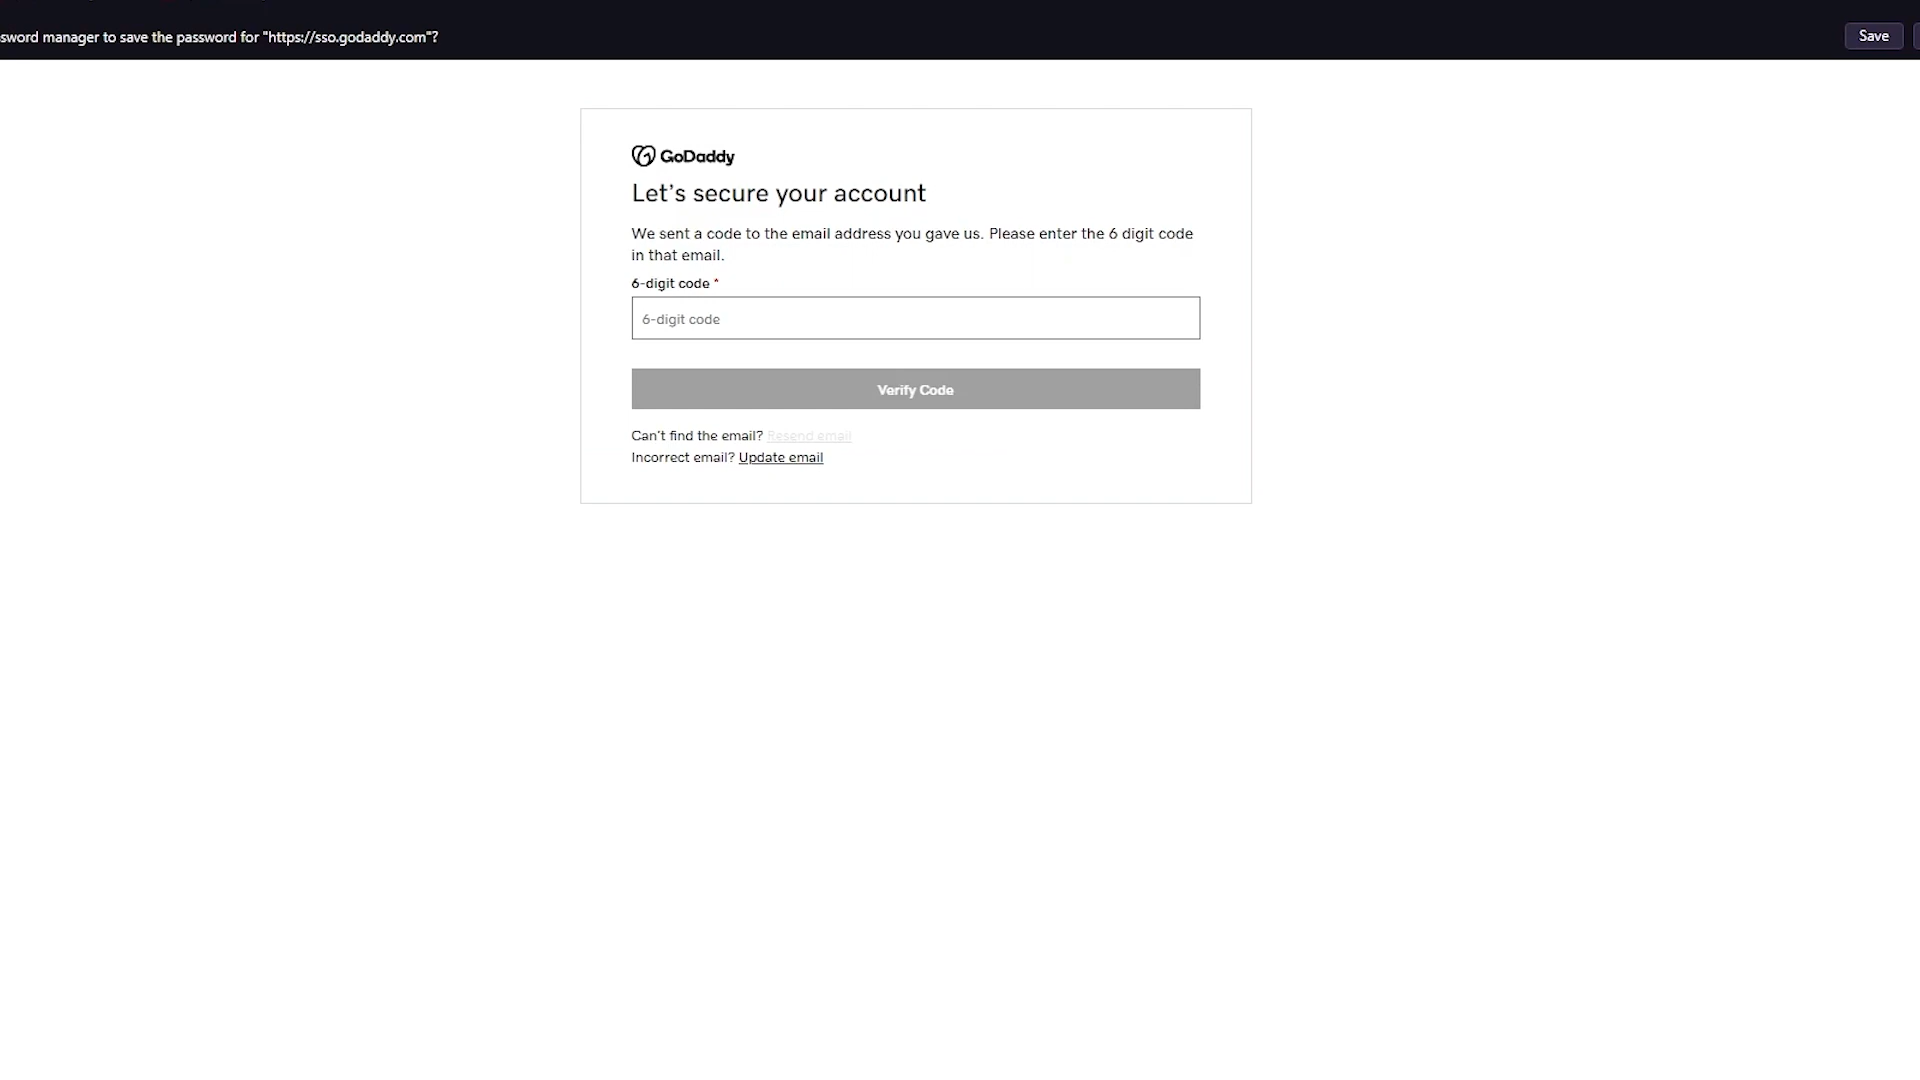 sword manager to save the password for "https://sso.godaddy.com"?
Save
GoDaddy
Let's secure your account
We sent a code to the email address you gave us. Please enter the 6 digit code
in that email.
6-digit code *
6-digit code
Verify Code
Can't find the email? Resend email
Incorrect email? Update email